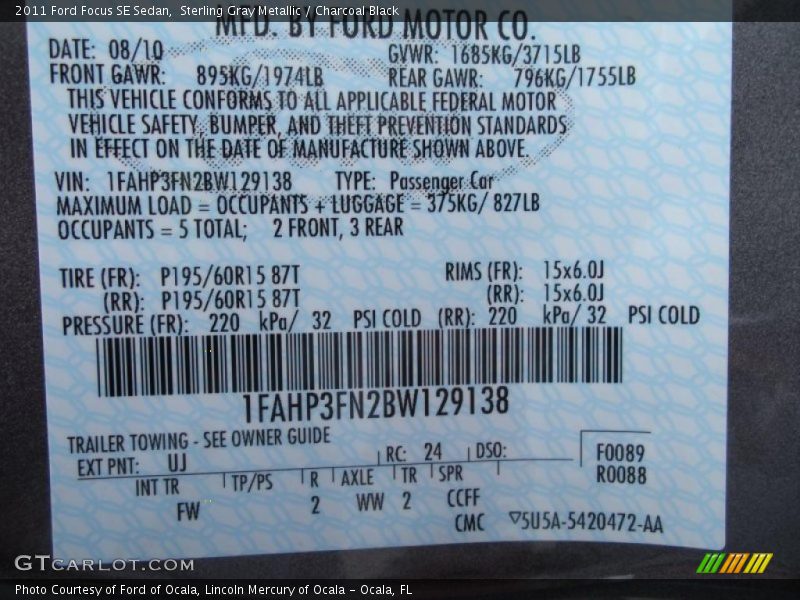 2011 Ford Focus SE Sedan,  Sterling Gray Metallic / Charcoal Black
MFD. BY FORD MOTOR CO.
DATE: 08/10 GVWR: 1685KG/3715LB
FRONT GAWR: 895KG/1974LB REAR GAWR: 796KG/1755LB
THIS VEHICLE CONFORMS TO ALL APPLICABLE FEDERAL MOTOR
VEHICLE SAFETY, BUMPER, AND THEFT PREVENTION STANDARDS
IN EFFECT ON THE DATE OF MANUFACTURE SHOWN ABOVE.
VIN: 1FAHP3FN2BW129138 TYPE: Passenger Car
MAXIMUM LOAD = OCCUPANTS + LUGGAGE = 375KG/ 827LB
OCCUPANTS = 5 TOTAL; 2 FRONT, 3 REAR
TIRE (FR): P195/60R15 87T RIMS (FR): 15x6.0J
(RR): P195/60R15 87T (RR): 15x6.0J
PRESSURE (FR): 220 kPa/ 32 PSI COLD (RR): 220 kPa/ 32 PSI COLD
1FAHP3FN2BW129138
TRAILER TOWING - SEE OWNER GUIDE
EXT PNT: UJ RC: 24 DSO: F0089
R0088
INT TR TP/PS R AXLE TR SPR
FW 2 WW 2 CCFF
CMC ▽5U5A-5420472-AA
GTCARLOT.COM
Photo Courtesy of Ford of Ocala, Lincoln Mercury of Ocala – Ocala, FL